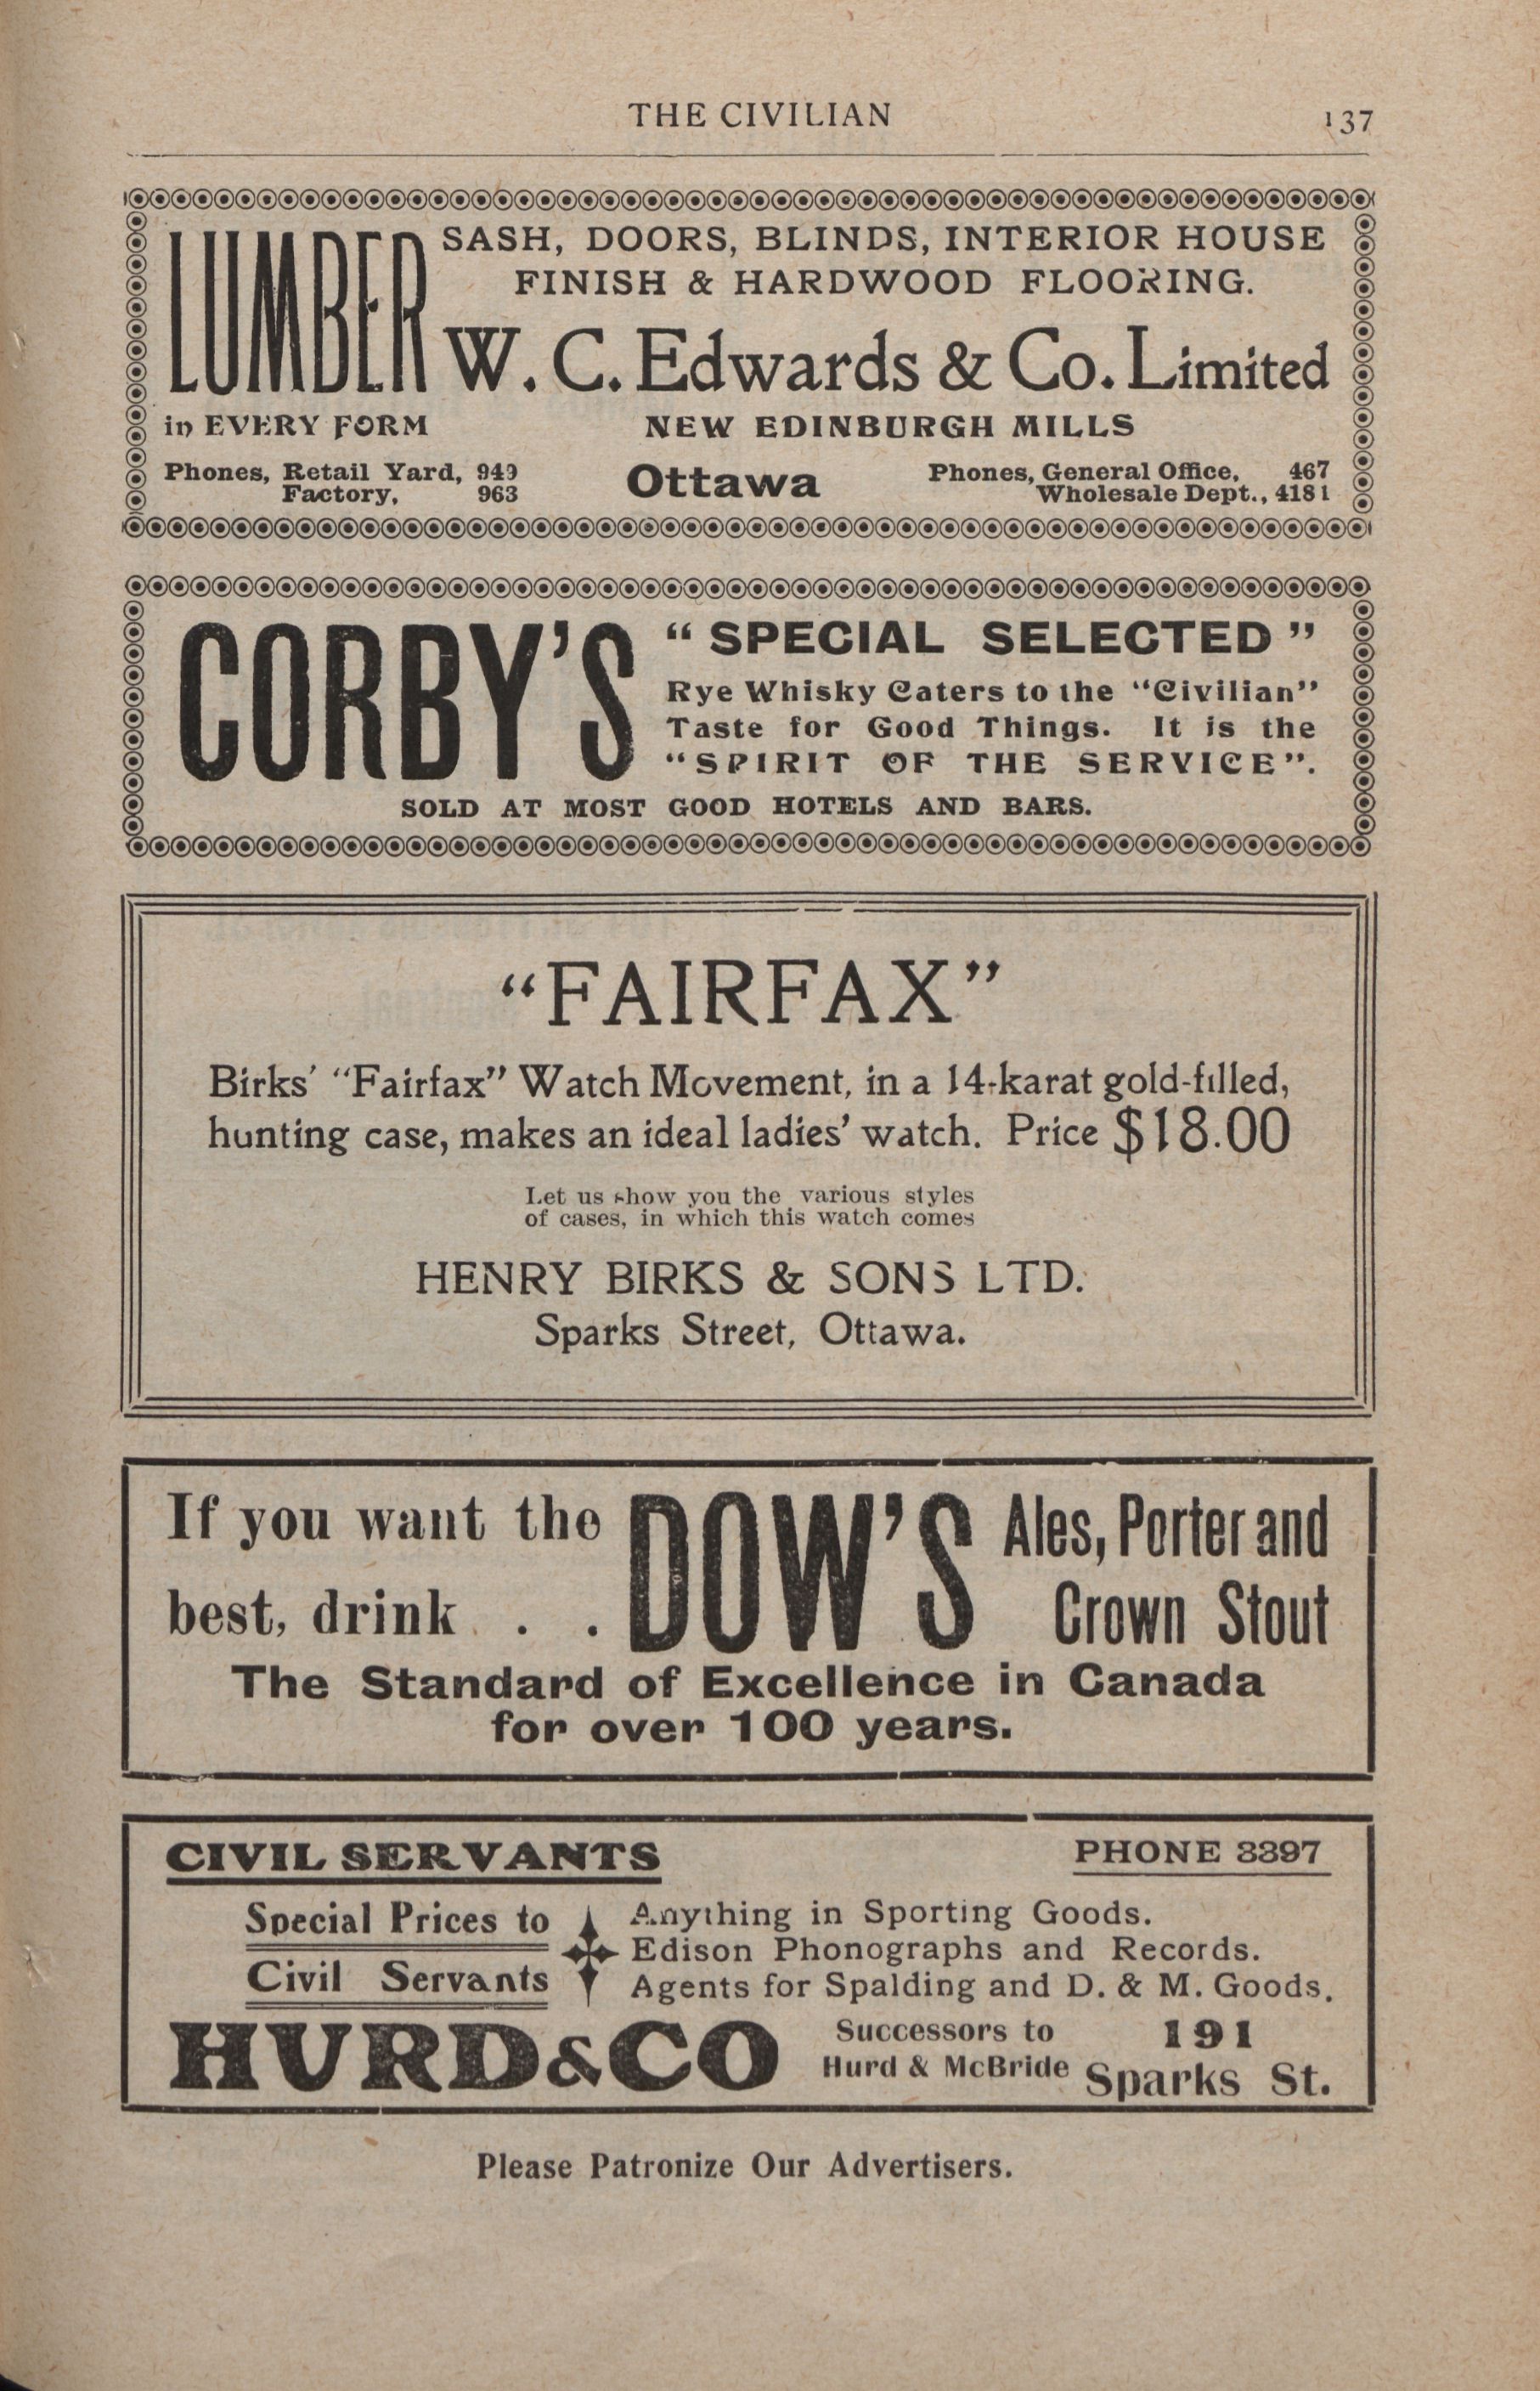 THE CIVILIAN
137
LUMBER
SASH, DOORS, BLINDS, INTERIOR HOUSE
FINISH & HARDWOOD FLOORING.
W. C. Edwards & Co. Limited
in EVERY FORM
NEW EDINBURGH MILLS
Phones, Retail Yard, 949
Factory, 963
Ottawa
Phones, General Office, 467
Wholesale Dept., 4181
CORBY'S
"SPECIAL SELECTED"
Rye Whisky Caters to the "Civilian"
Taste for Good Things. It is the
"SPIRIT OF THE SERVICE".
SOLD AT MOST GOOD HOTELS AND BARS.
"FAIRFAX"
Birks' "Fairfax" Watch Movement, in a 14-karat gold-filled,
hunting case, makes an ideal ladies' watch. Price $18.00
Let us show you the various styles
of cases, in which this watch comes
HENRY BIRKS & SONS LTD.
Sparks Street, Ottawa.
If you want the
best, drink . .
DOW'S
Ales, Porter and
Crown Stout
The Standard of Excellence in Canada
for over 100 years.
CIVIL SERVANTS
PHONE 3397
Special Prices to
Civil Servants
Anything in Sporting Goods.
Edison Phonographs and Records.
Agents for Spalding and D. & M. Goods.
HURD & CO
Successors to
Hurd & McBride
191
Sparks St.
Please Patronize Our Advertisers.